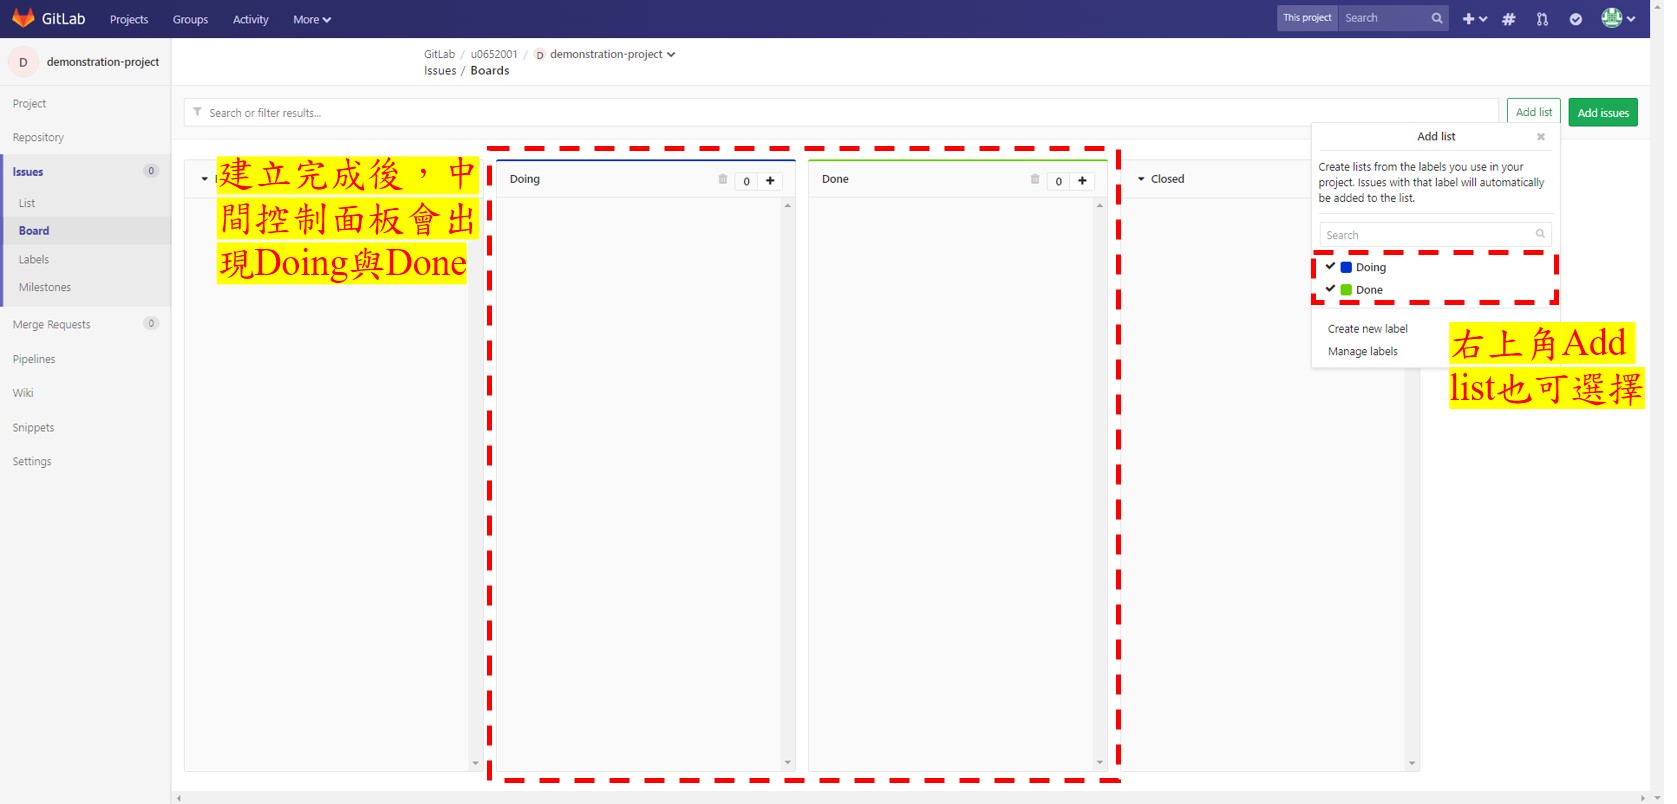 GitLab Projects Groups Activity More This project Search
D demonstration-project
GitLab / u0652001 / D demonstration-project
Issues / Boards
Project
Repository
Issues 0
List
Board
Labels
Milestones
Merge Requests 0
Pipelines
Wiki
Snippets
Settings
Search or filter results...
Add list
Add issues
建立完成後，中
間控制面板會出
現Doing與Done
Doing 0
Done 0
Closed
Add list
Create lists from the labels you use in your
project. Issues with that label will automatically
be added to the list.
Search
Doing
Done
Create new label
Manage labels
右上角Add
list也可選擇